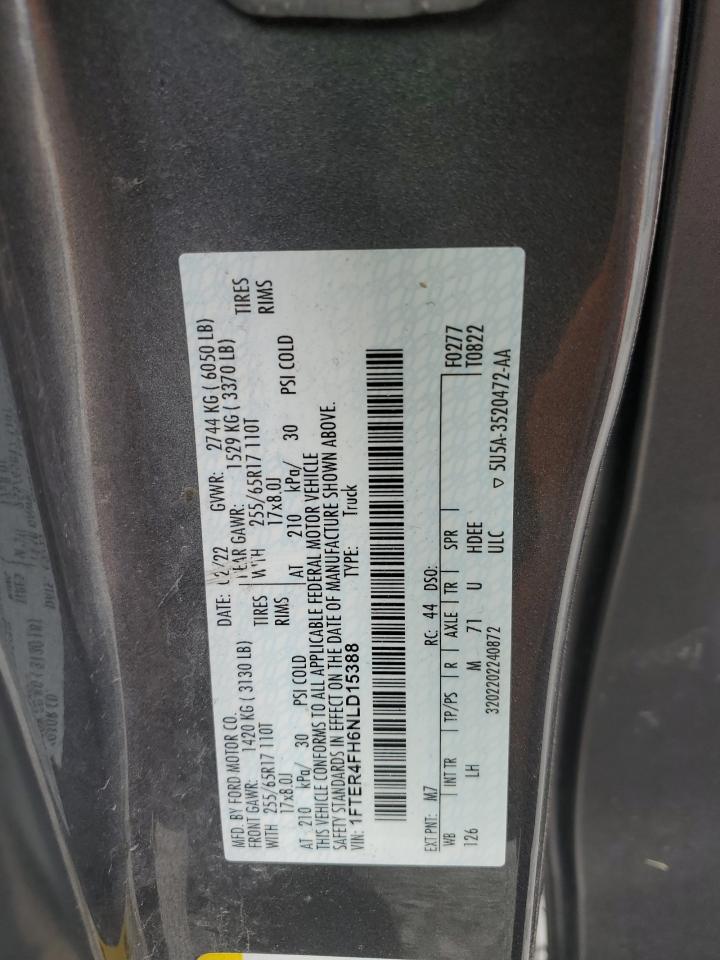 MFD. BY FORD MOTOR CO. DATE: 02/22 GVWR: 2744 KG ( 6050 LB)
FRONT GAWR: 1420 KG ( 3130 LB) REAR GAWR: 1529 KG ( 3370 LB)
WITH 255/65R17 110T TIRES WITH 255/65R17 110T TIRES
17x8.0J RIMS 17x8.0J RIMS
AT 210 kPa/ 30 PSI COLD AT 210 kPa/ 30 PSI COLD
THIS VEHICLE CONFORMS TO ALL APPLICABLE FEDERAL MOTOR VEHICLE
SAFETY STANDARDS IN EFFECT ON THE DATE OF MANUFACTURE SHOWN ABOVE.
VIN: 1FTER4FH6NLD15388 TYPE: Truck
EXT PNT: M7 RC: 44 DSO: F0277
WB INT TR TP/PS R AXLE TR SPR T0822
126 LH M 71 U HDEE
3202202240872 ULC ▽ 5U5A-3520472-AA